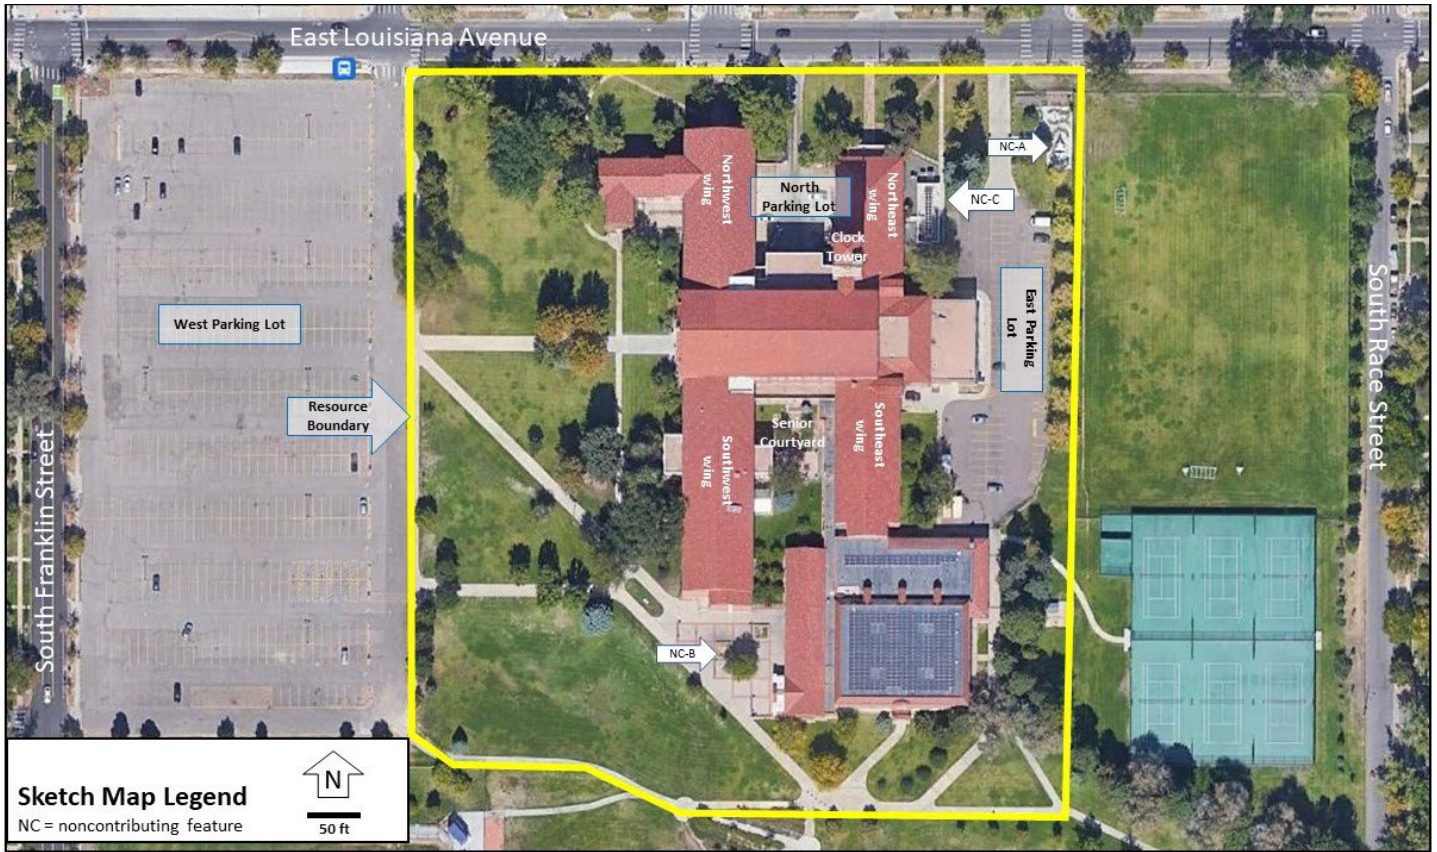 East Louisiana Avenue
NC-A
Northwest
wing
North
Parking Lot
Northeast
wing
NC-C
Clock
Tower
East Parking
Lot
West Parking Lot
Resource
Boundary
Senior
Courtyard
Southwest
wing
Southeast
wing
South Franklin Street
South Race Street
NC-B
Sketch Map Legend
NC = noncontributing feature
N
50 ft